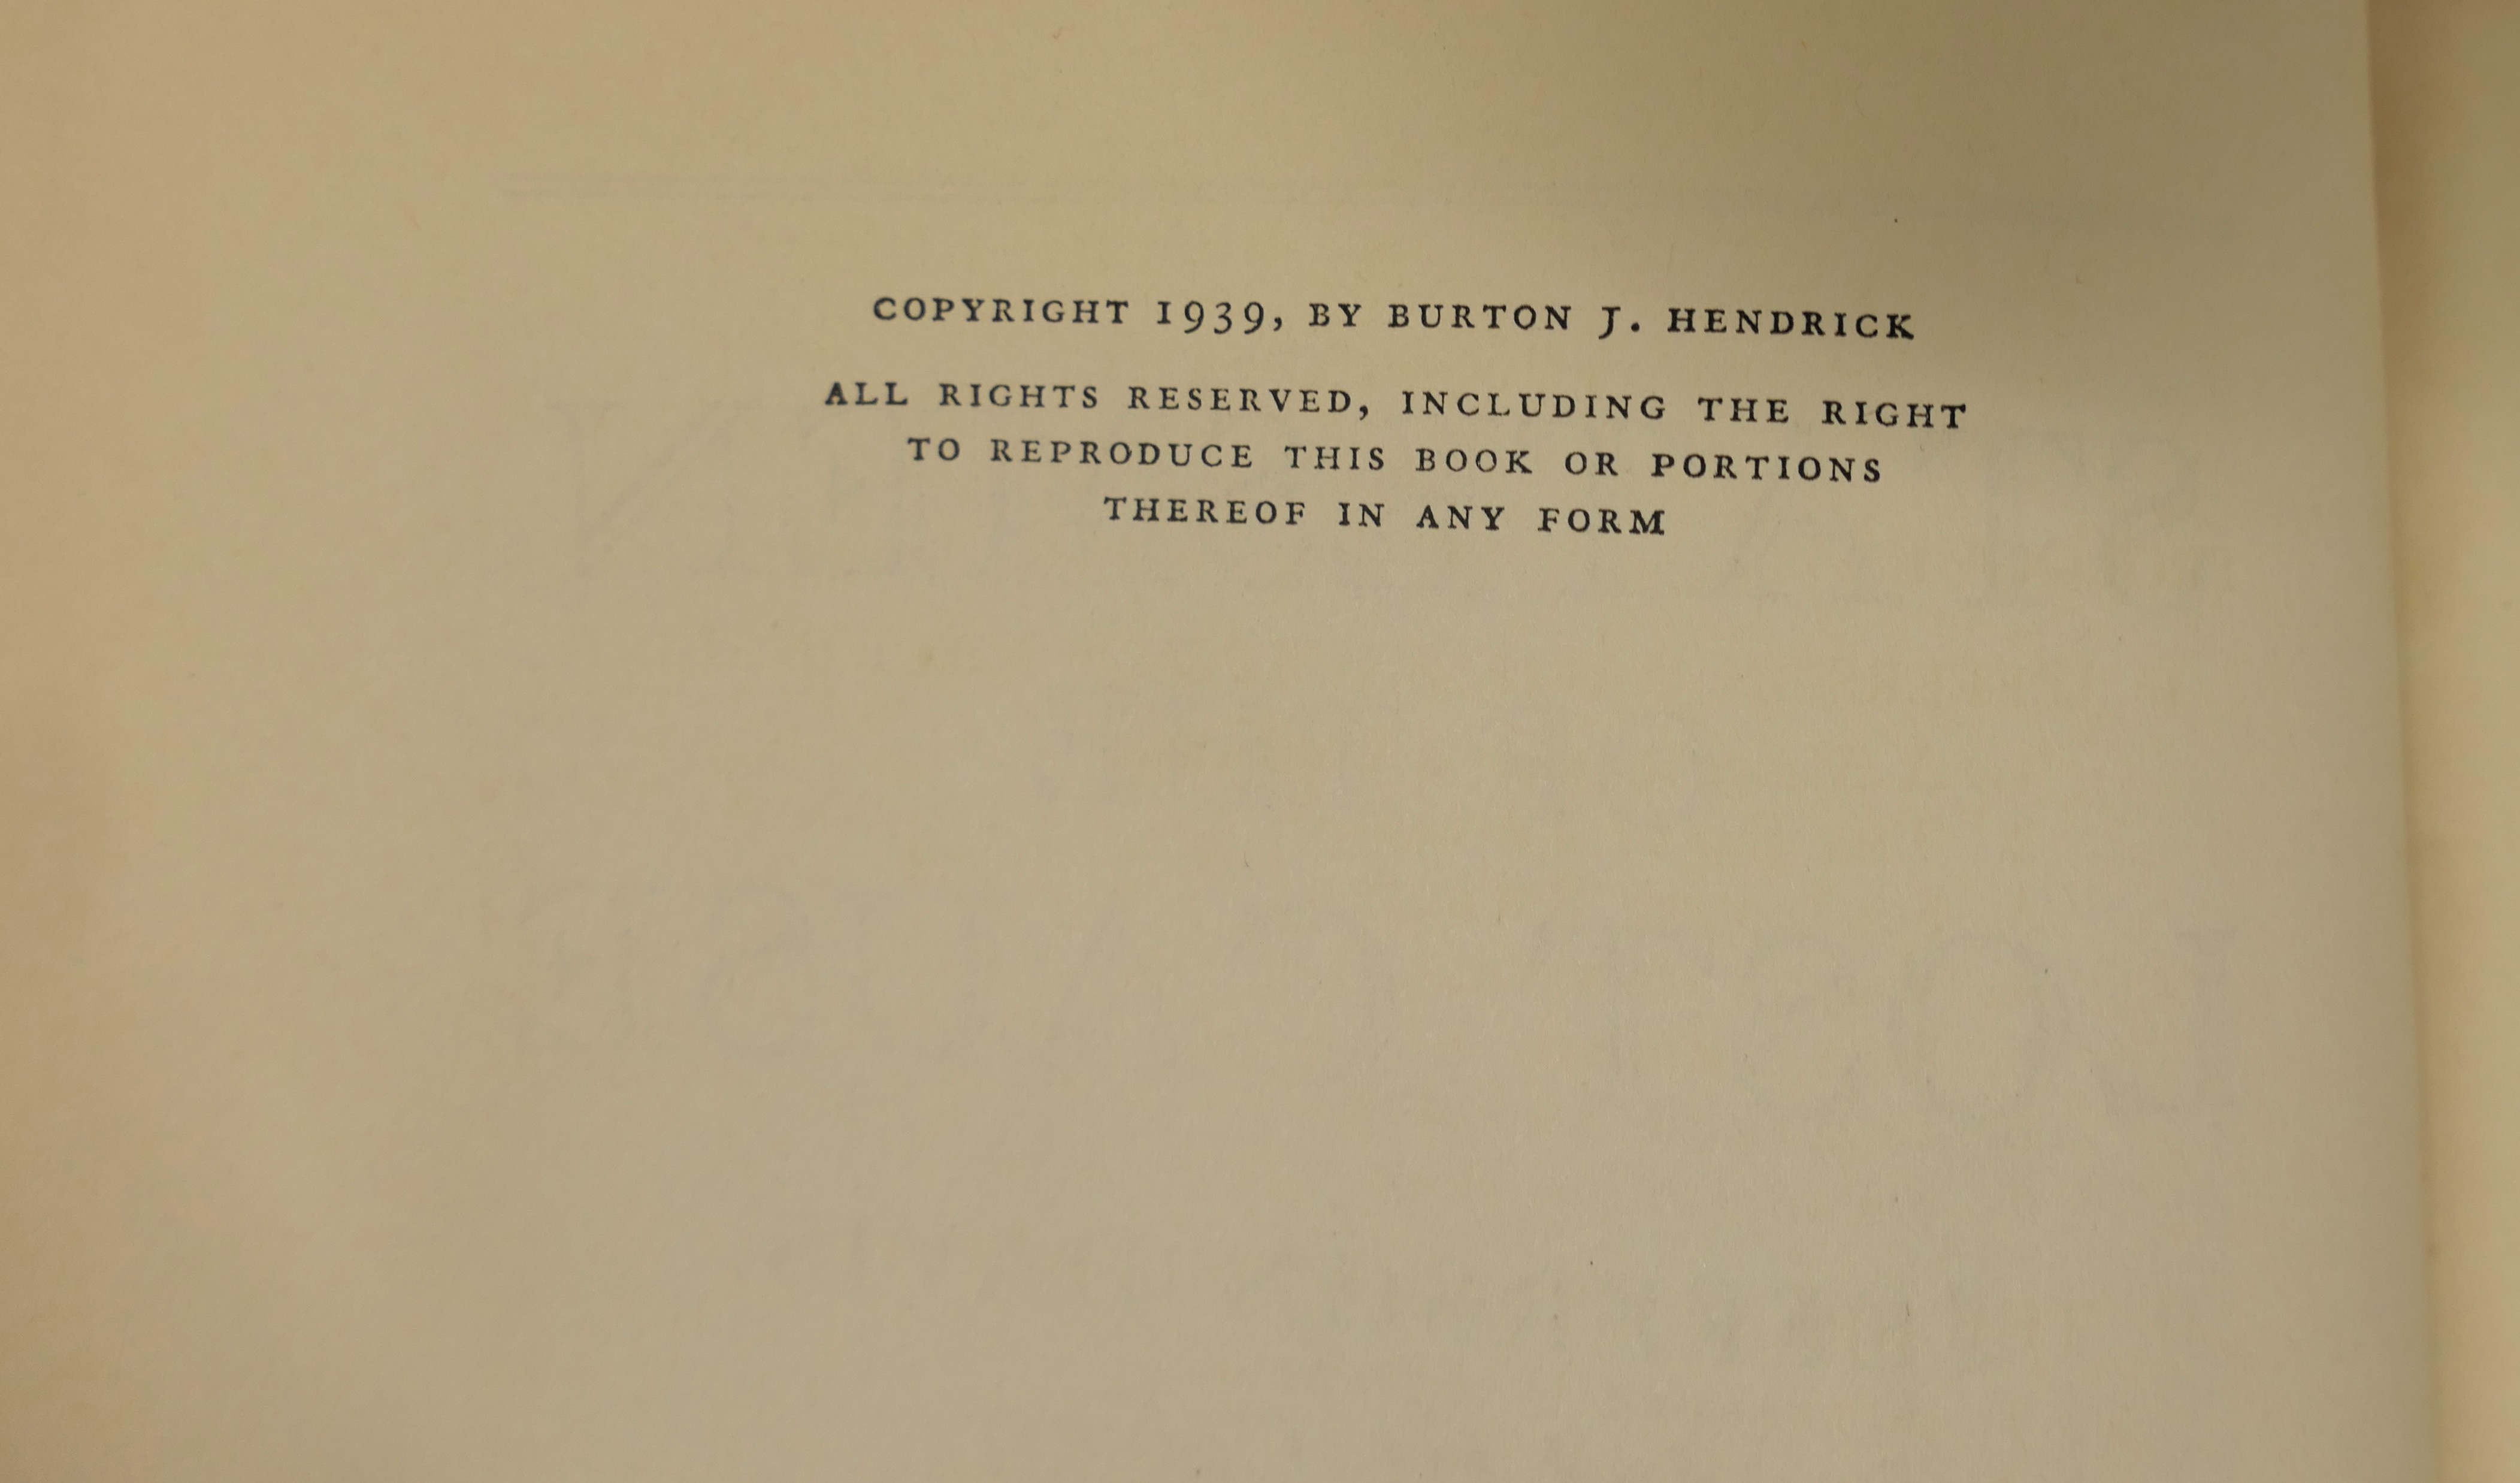 COPYRIGHT 1939, BY BURTON J. HENDRICK
ALL RIGHTS RESERVED, INCLUDING THE RIGHT
TO REPRODUCE THIS BOOK OR PORTIONS
THEREOF IN ANY FORM